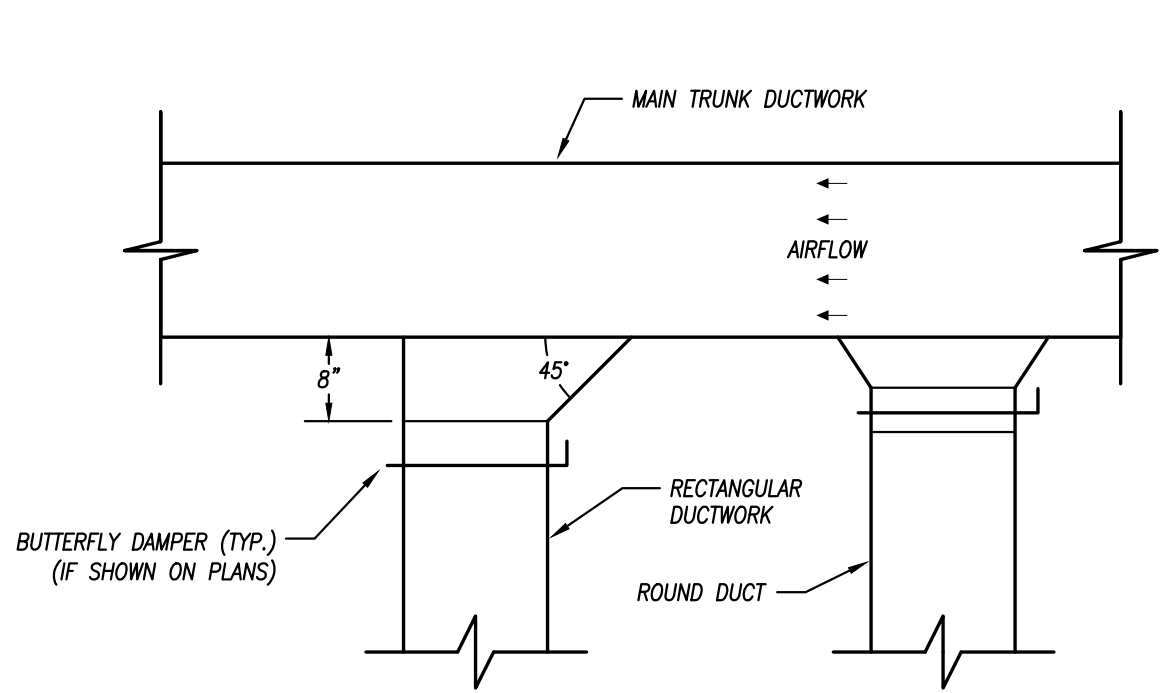 MAIN TRUNK DUCTWORK
AIRFLOW
8"
45°
RECTANGULAR
DUCTWORK
BUTTERFLY DAMPER (TYP.)
(IF SHOWN ON PLANS)
ROUND DUCT